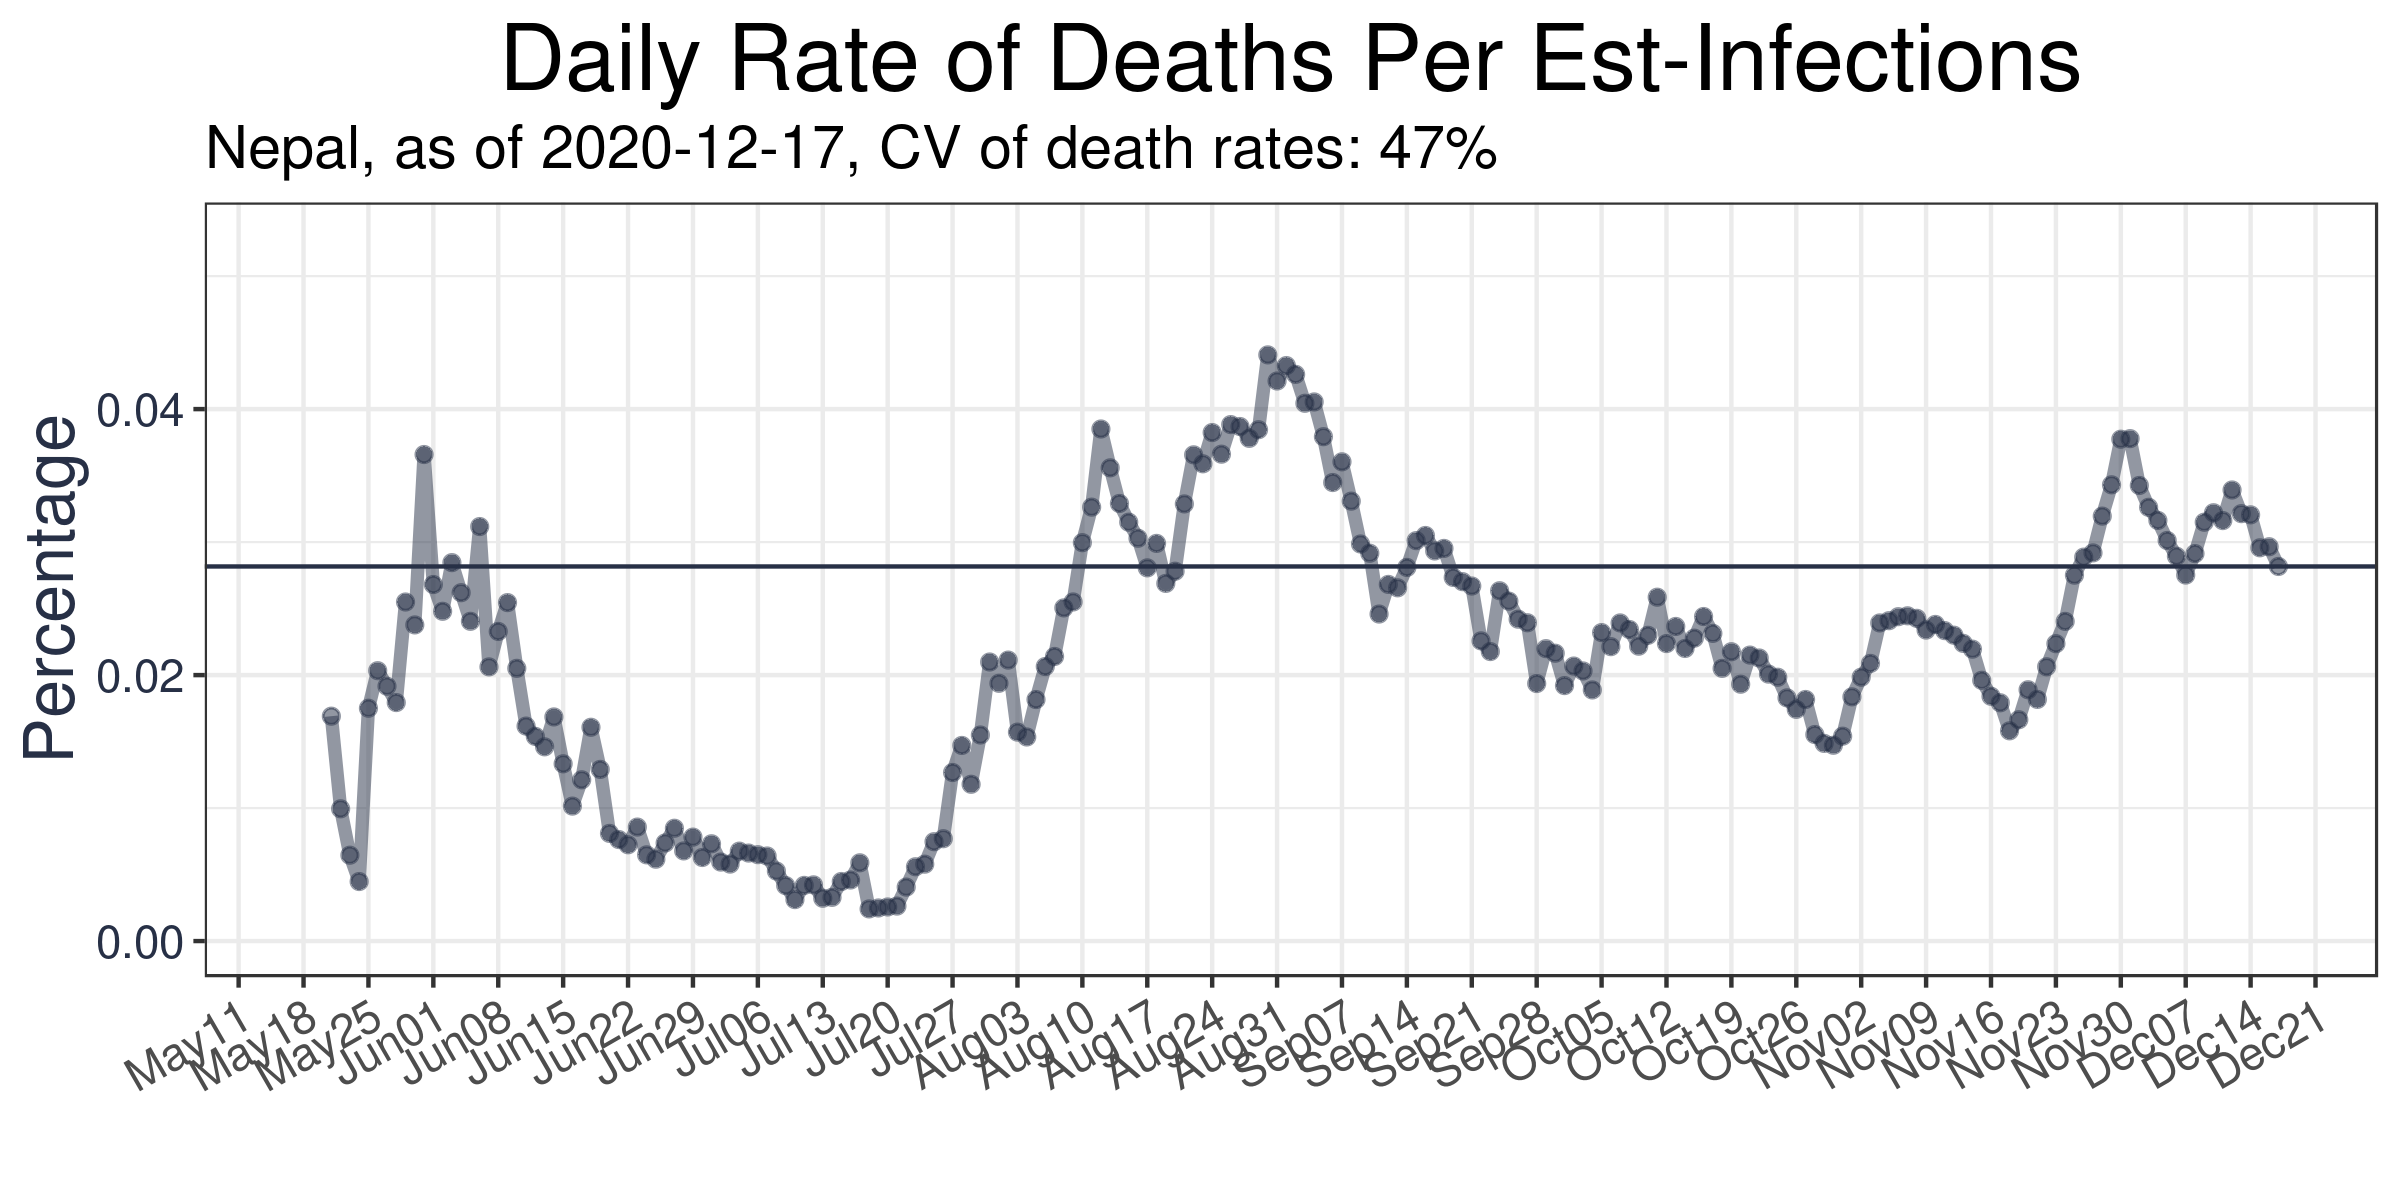 Daily Rate of Deaths Per Est-Infections
Nepal, as of 2020-12-17, CV of death rates: 47%
Percentage
0.04
0.02
0.00
May11 May18 May25 Jun01 Jun08 Jun15 Jun22 Jun29 Jul06 Jul13 Jul20 Jul27 Aug03 Aug10 Aug17 Aug24 Aug31 Sep07 Sep14 Sep21 Sep28 Oct05 Oct12 Oct19 Oct26 Nov02 Nov09 Nov16 Nov23 Nov30 Dec07 Dec14 Dec21